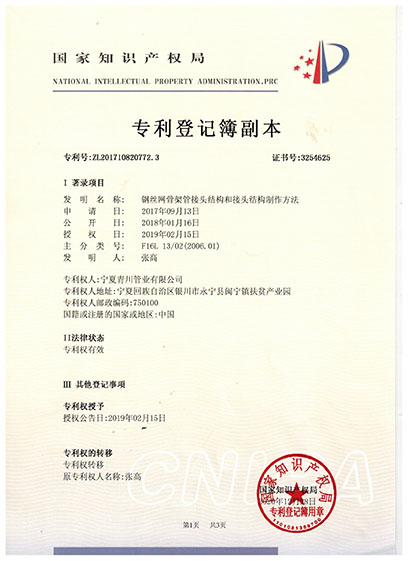 国家知识产权局
NATIONAL INTELLECTUAL PROPERTY ADMINISTRATION,PRC
专利登记簿副本
专利号:ZL201710820772.3
证书号:3254625
I 著录项目
发明名称: 钢丝网骨架管接头结构和接头结构制作方法
申请日: 2017年09月13日
公开日: 2018年01月16日
授权日: 2019年02月15日
主分类号: F16L 13/02(2006.01)
发明人: 张高
专利权人:宁夏青川管业有限公司
专利权人地址:宁夏回族自治区银川市永宁县闽宁镇扶贫产业园
专利权人邮政编码:750100
国籍或注册的国家或地区:中国
II法律状态
专利权有效
III 其他登记事项
专利权授予
授权公告日:2019年02月15日
专利权的转移
专利权转移
原专利权人名称:张高
CNIPA
国家知识产权局
国家知识产权局
专利登记簿用章
第1页 共3页